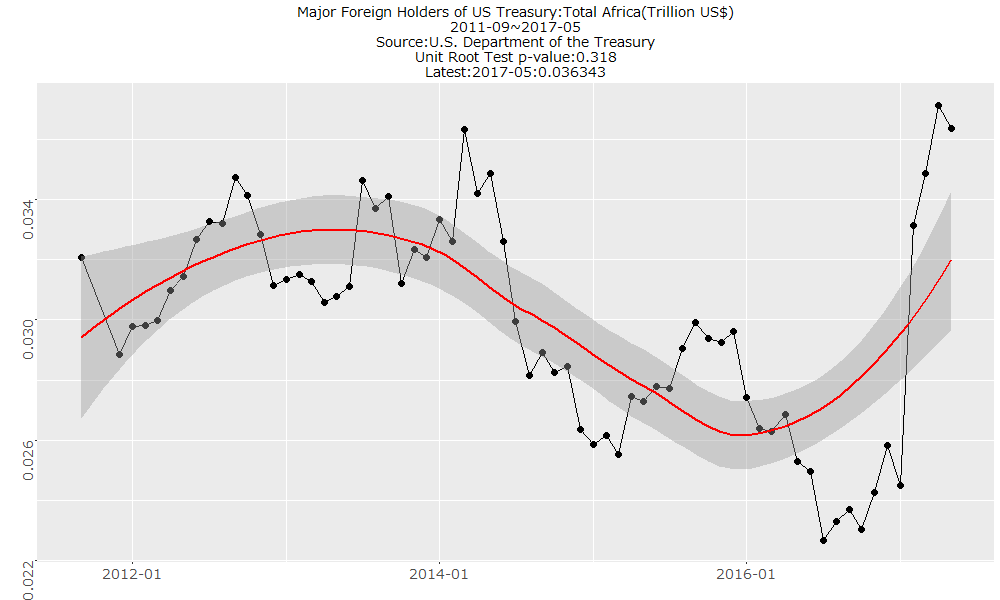 Major Foreign Holders of US Treasury:Total Africa(Trillion US$)
2011-09~2017-05
Source:U.S. Department of the Treasury
Unit Root Test p-value:0.318
Latest:2017-05:0.036343
0.034
0.030
0.026
0.022
2012-01
2014-01
2016-01